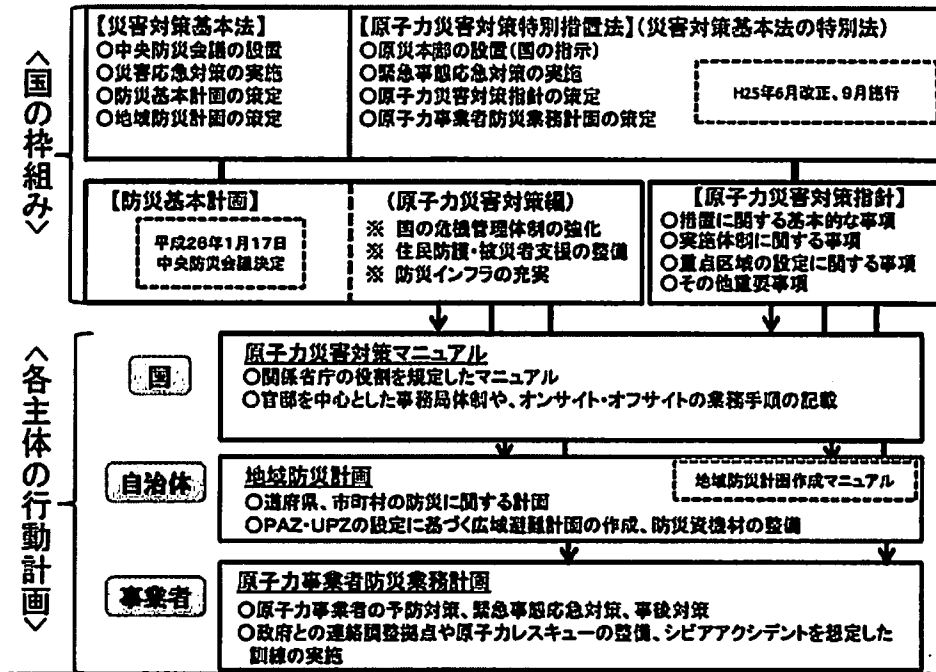 <国の枠組み>
【災害対策基本法】
○中央防災会議の設置
○災害応急対策の実施
○防災基本計画の策定
○地域防災計画の策定
【原子力災害対策特別措置法】(災害対策基本法の特別法)
○原災本部の設置(国の指示)
○緊急事態応急対策の実施
○原子力災害対策指針の策定
○原子力事業者防災業務計画の策定
H25年6月改正、9月施行
【防災基本計画】
平成26年1月17日
中央防災会議決定
(原子力災害対策編)
※ 国の危機管理体制の強化
※ 住民防護・被災者支援の整備
※ 防災インフラの充実
【原子力災害対策指針】
○措置に関する基本的な事項
○実施体制に関する事項
○重点区域の設定に関する事項
○その他重要事項
<各主体の行動計画>
国
原子力災害対策マニュアル
○関係省庁の役割を規定したマニュアル
○官邸を中心とした事務局体制や、オンサイト・オフサイトの業務手順の記載
自治体
地域防災計画
○道府県、市町村の防災に関する計画
○PAZ・UPZの設定に基づく広域避難計画の作成、防災資機材の整備
地域防災計画作成マニュアル
事業者
原子力事業者防災業務計画
○原子力事業者の予防対策、緊急事態応急対策、事後対策
○政府との連絡調整拠点や原子力レスキューの整備、シビアアクシデントを想定した
訓練の実施